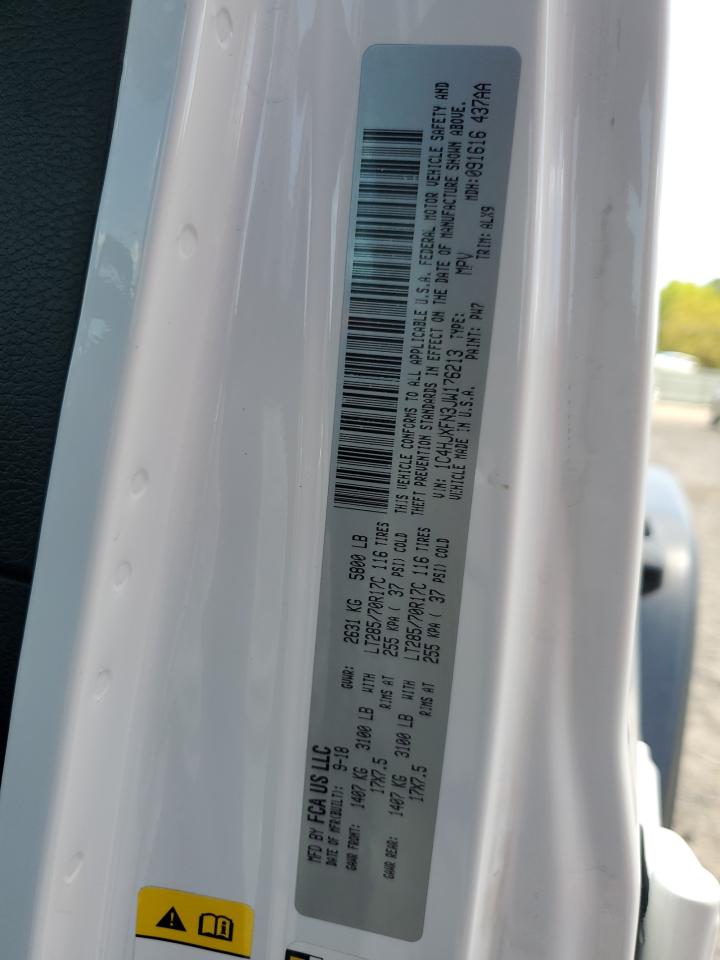 MFD BY FCA US LLC
DATE OF MFR(BUILT): 9-18 GVWR: 2631 KG 5800 LB
GAWR FRONT: 1407 KG 3100 LB WITH LT285/70R17C 116 TIRES
17X7.5 RIMS AT 255 KPA ( 37 PSI) COLD
GAWR REAR: 1407 KG 3100 LB WITH LT285/70R17C 116 TIRES
17X7.5 RIMS AT 255 KPA ( 37 PSI) COLD
THIS VEHICLE CONFORMS TO ALL APPLICABLE U.S.A. FEDERAL MOTOR VEHICLE SAFETY AND
THEFT PREVENTION STANDARDS IN EFFECT ON THE DATE OF MANUFACTURE SHOWN ABOVE.
VIN: 1C4HJXFN3JW176213 TYPE: MPV MDH:091616 437AA
VEHICLE MADE IN U.S.A. PAINT: PW7 TRIM: ALX9